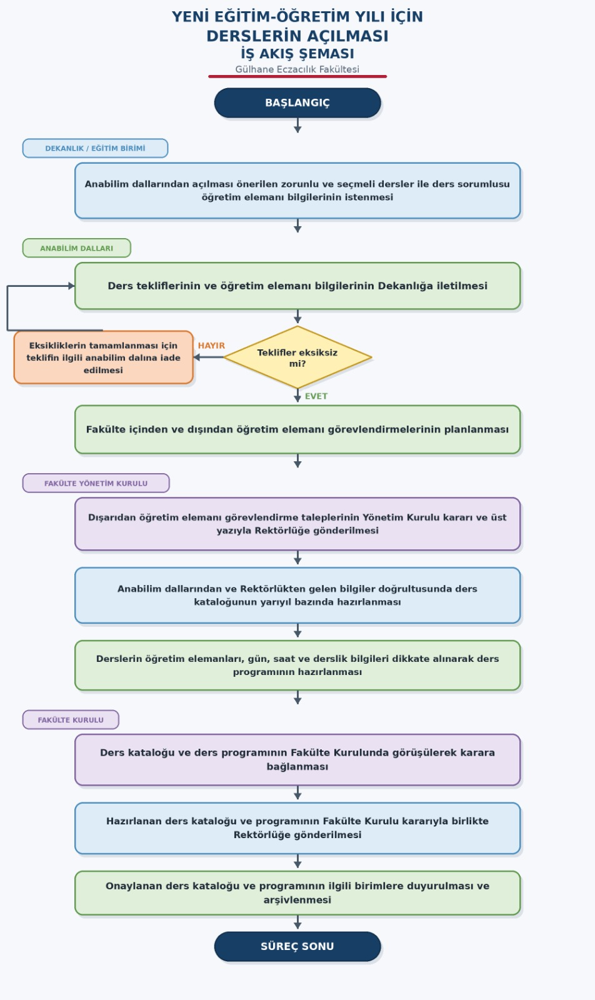 YENİ EĞİTİM-ÖĞRETİM YILI İÇİN
DERSLERİN AÇILMASI
İŞ AKIŞ ŞEMASI
Gülhane Eczacılık Fakültesi
BAŞLANGIÇ
DEKANLIK / EĞİTİM BİRİMİ
Anabilim dallarından açılması önerilen zorunlu ve seçmeli dersler ile ders sorumlusu
öğretim elemanı bilgilerinin istenmesi
ANABİLİM DALLARI
Ders tekliflerinin ve öğretim elemanı bilgilerinin Dekanlığa iletilmesi
Eksikliklerin tamamlanması için
teklifin ilgili anabilim dalına iade
edilmesi
HAYIR
Teklifler eksiksiz
mi?
EVET
Fakülte içinden ve dışından öğretim elemanı görevlendirmelerinin planlanması
FAKÜLTE YÖNETİM KURULU
Dışarıdan öğretim elemanı görevlendirme taleplerinin Yönetim Kurulu kararı ve üst
yazıyla Rektörlüğe gönderilmesi
Anabilim dallarından ve Rektörlükten gelen bilgiler doğrultusunda ders
kataloğunun yarıyıl bazında hazırlanması
Derslerin öğretim elemanları, gün, saat ve derslik bilgileri dikkate alınarak ders
programının hazırlanması
FAKÜLTE KURULU
Ders kataloğu ve ders programının Fakülte Kurulunda görüşülerek karara
bağlanması
Hazırlanan ders kataloğu ve programının Fakülte Kurulu kararıyla birlikte
Rektörlüğe gönderilmesi
Onaylanan ders kataloğu ve programının ilgili birimlere duyurulması ve
arşivlenmesi
SÜREÇ SONU